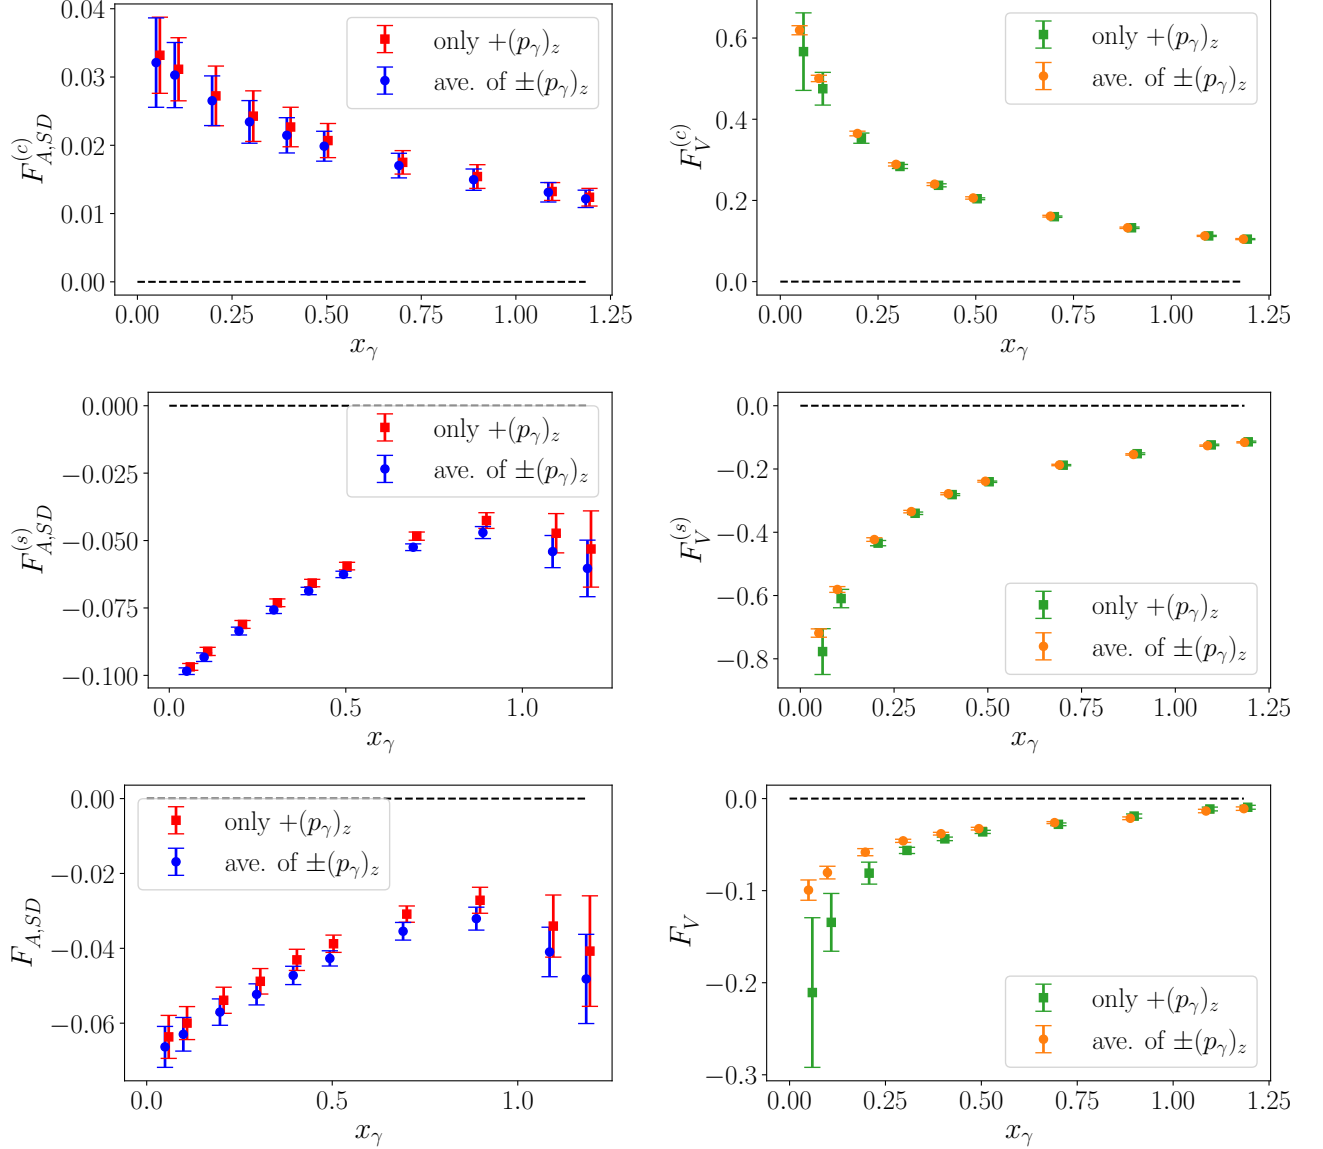 0.04
0.03
0.02
0.01
0.00
F_{A,SD}^{(c)}
only +(p_γ)_z
ave. of ±(p_γ)_z
0.00 0.25 0.50 0.75 1.00 1.25
x_γ
0.6
0.4
0.2
0.0
F_V^{(c)}
only +(p_γ)_z
ave. of ±(p_γ)_z
0.00 0.25 0.50 0.75 1.00 1.25
x_γ
0.000
−0.025
−0.050
−0.075
−0.100
F_{A,SD}^{(s)}
only +(p_γ)_z
ave. of ±(p_γ)_z
0.0 0.5 1.0
x_γ
0.0
−0.2
−0.4
−0.6
−0.8
F_V^{(s)}
only +(p_γ)_z
ave. of ±(p_γ)_z
0.00 0.25 0.50 0.75 1.00 1.25
x_γ
0.00
−0.02
−0.04
−0.06
F_{A,SD}
only +(p_γ)_z
ave. of ±(p_γ)_z
0.0 0.5 1.0
x_γ
0.0
−0.1
−0.2
−0.3
F_V
only +(p_γ)_z
ave. of ±(p_γ)_z
0.00 0.25 0.50 0.75 1.00 1.25
x_γ